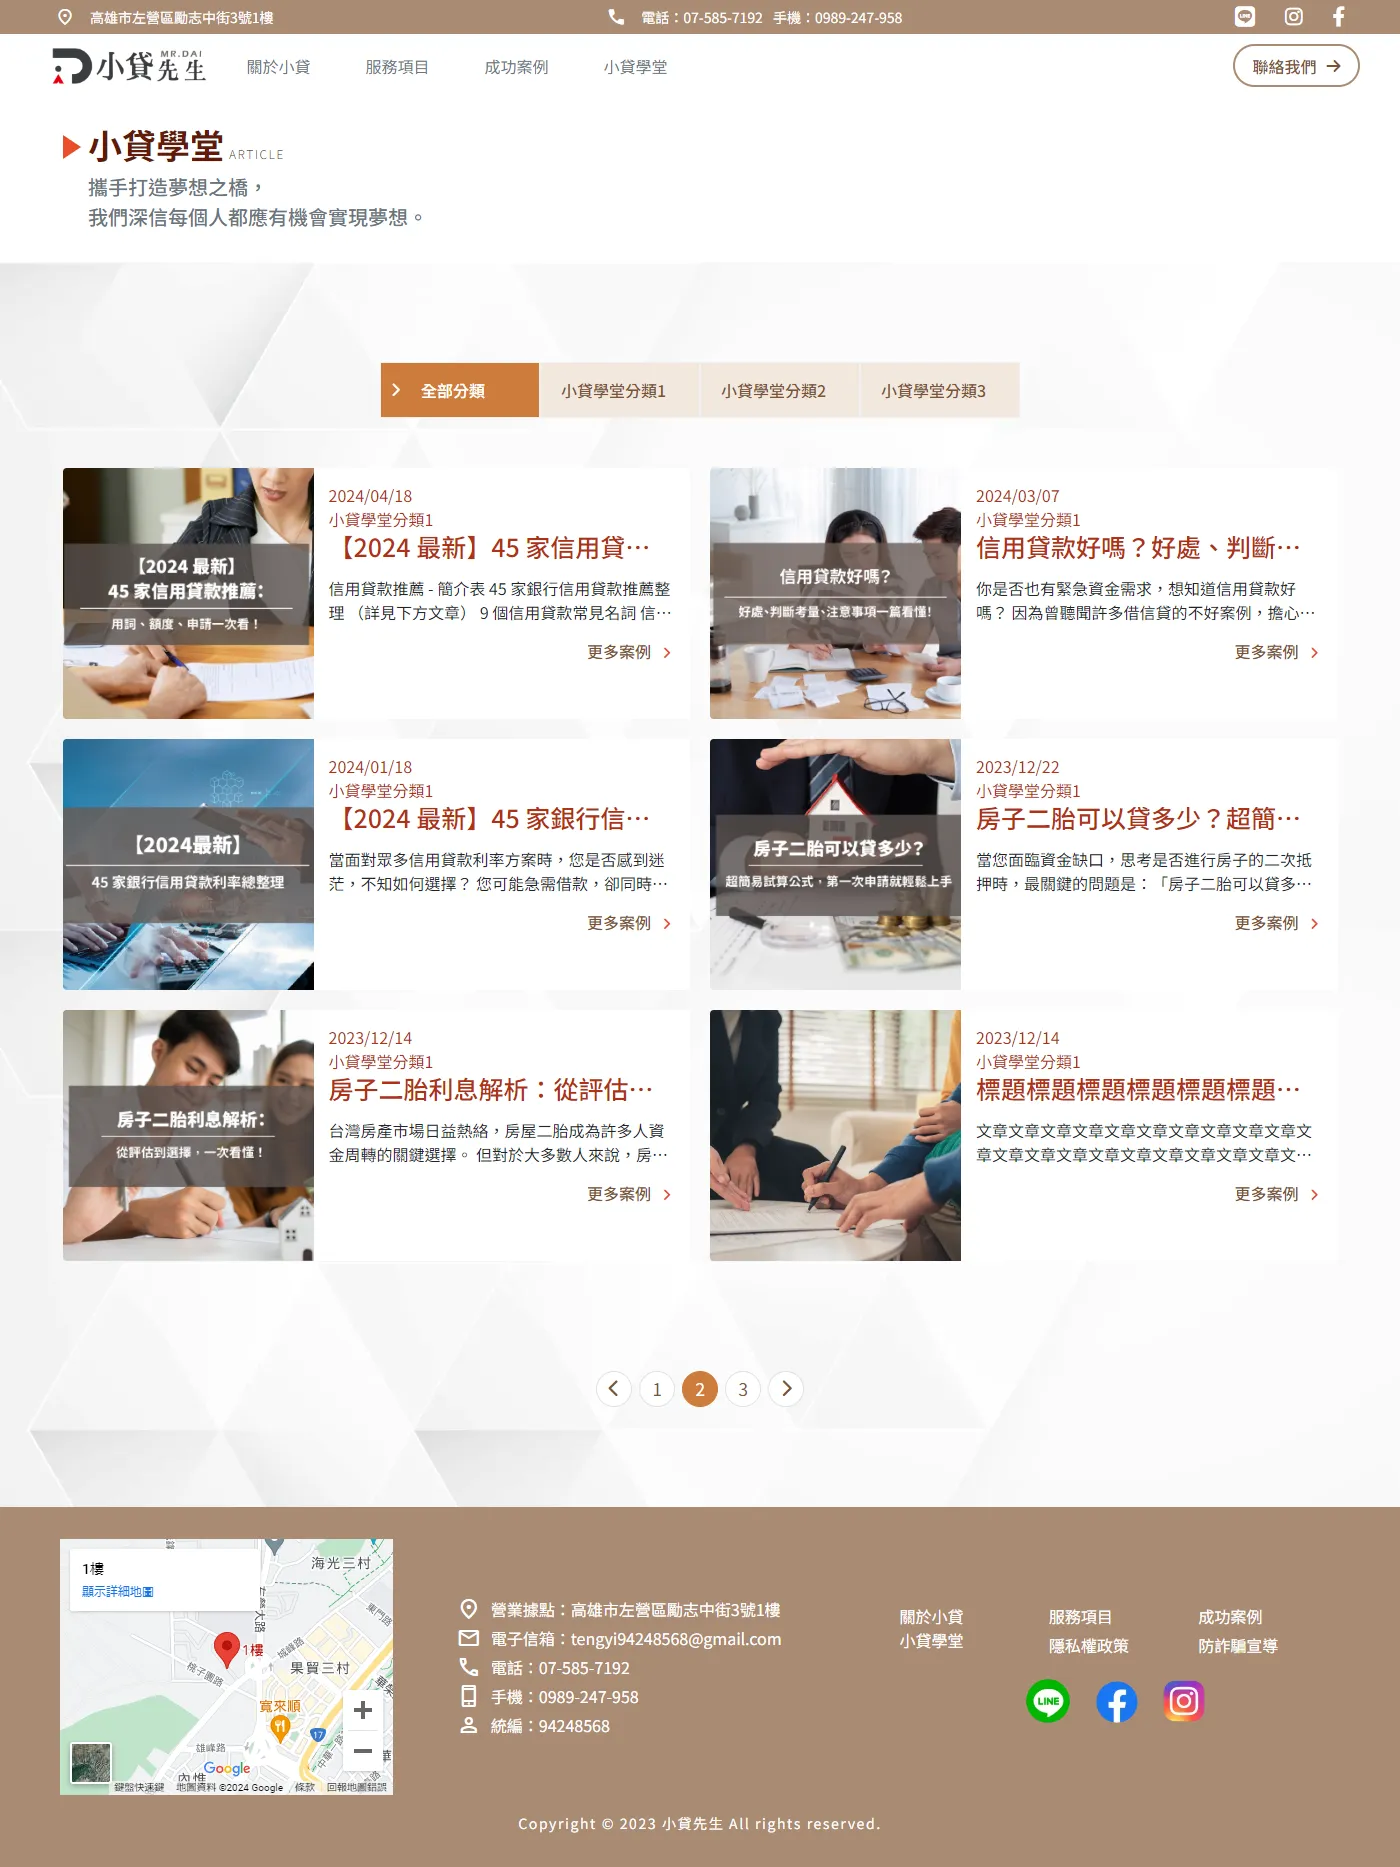 高雄市左營區勵志中街3號1樓
電話：07-585-7192 手機：0989-247-958
小貸先生 MR.DAI
關於小貸
服務項目
成功案例
小貸學堂
聯絡我們
小貸學堂 ARTICLE
攜手打造夢想之橋，
我們深信每個人都應有機會實現夢想。
全部分類
小貸學堂分類1
小貸學堂分類2
小貸學堂分類3
【2024 最新】
45 家信用貸款推薦：
用詞、額度、申請一次看！
2024/04/18
小貸學堂分類1
【2024 最新】45 家信用貸…
信用貸款推薦 - 簡介表 45 家銀行信用貸款推薦整
理 （詳見下方文章） 9 個信用貸款常見名詞 信…
更多案例
信用貸款好嗎？
好處、判斷考量、注意事項一篇看懂！
2024/03/07
小貸學堂分類1
信用貸款好嗎？好處、判斷…
你是否也有緊急資金需求，想知道信用貸款好
嗎？ 因為曾聽聞許多借信貸的不好案例，擔心…
更多案例
【2024最新】
45 家銀行信用貸款利率總整理
2024/01/18
小貸學堂分類1
【2024 最新】45 家銀行信…
當面對眾多信用貸款利率方案時，您是否感到迷
茫，不知如何選擇？ 您可能急需借款，卻同時…
更多案例
房子二胎可以貸多少？
超簡易試算公式，第一次申請就輕鬆上手
2023/12/22
小貸學堂分類1
房子二胎可以貸多少？超簡…
當您面臨資金缺口，思考是否進行房子的二次抵
押時，最關鍵的問題是：「房子二胎可以貸多…
更多案例
房子二胎利息解析：
從評估到選擇，一次看懂！
2023/12/14
小貸學堂分類1
房子二胎利息解析：從評估…
台灣房產市場日益熱絡，房屋二胎成為許多人資
金周轉的關鍵選擇。 但對於大多數人來說，房…
更多案例
2023/12/14
小貸學堂分類1
標題標題標題標題標題標題…
文章文章文章文章文章文章文章文章文章文章文
章文章文章文章文章文章文章文章文章文章文…
更多案例
1
2
3
1樓
顯示詳細地圖
海光三村
東門路
1樓
城峰路
果貿三村
桃子園路
寬來順
17
雄峰路
中華一路
內惟
Google
鍵盤快速鍵 地圖資料 ©2024 Google 條款 回報地圖錯誤
營業據點：高雄市左營區勵志中街3號1樓
電子信箱：tengyi94248568@gmail.com
電話：07-585-7192
手機：0989-247-958
統編：94248568
關於小貸
服務項目
成功案例
小貸學堂
隱私權政策
防詐騙宣導
LINE
Copyright © 2023 小貸先生 All rights reserved.